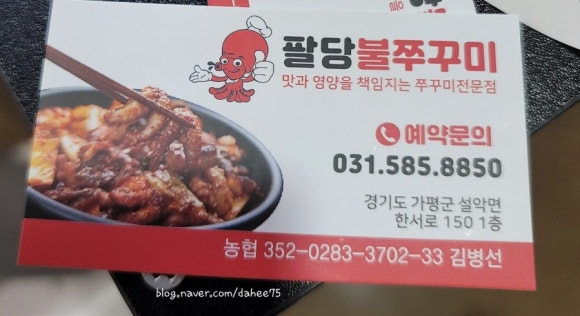 팔당불쭈꾸미
맛과 영양을 책임지는 쭈꾸미전문점
예약문의
031.585.8850
경기도 가평군 설악면
한서로 150 1층
농협 352-0283-3702-33 김병선
blog.naver.com/dahee75